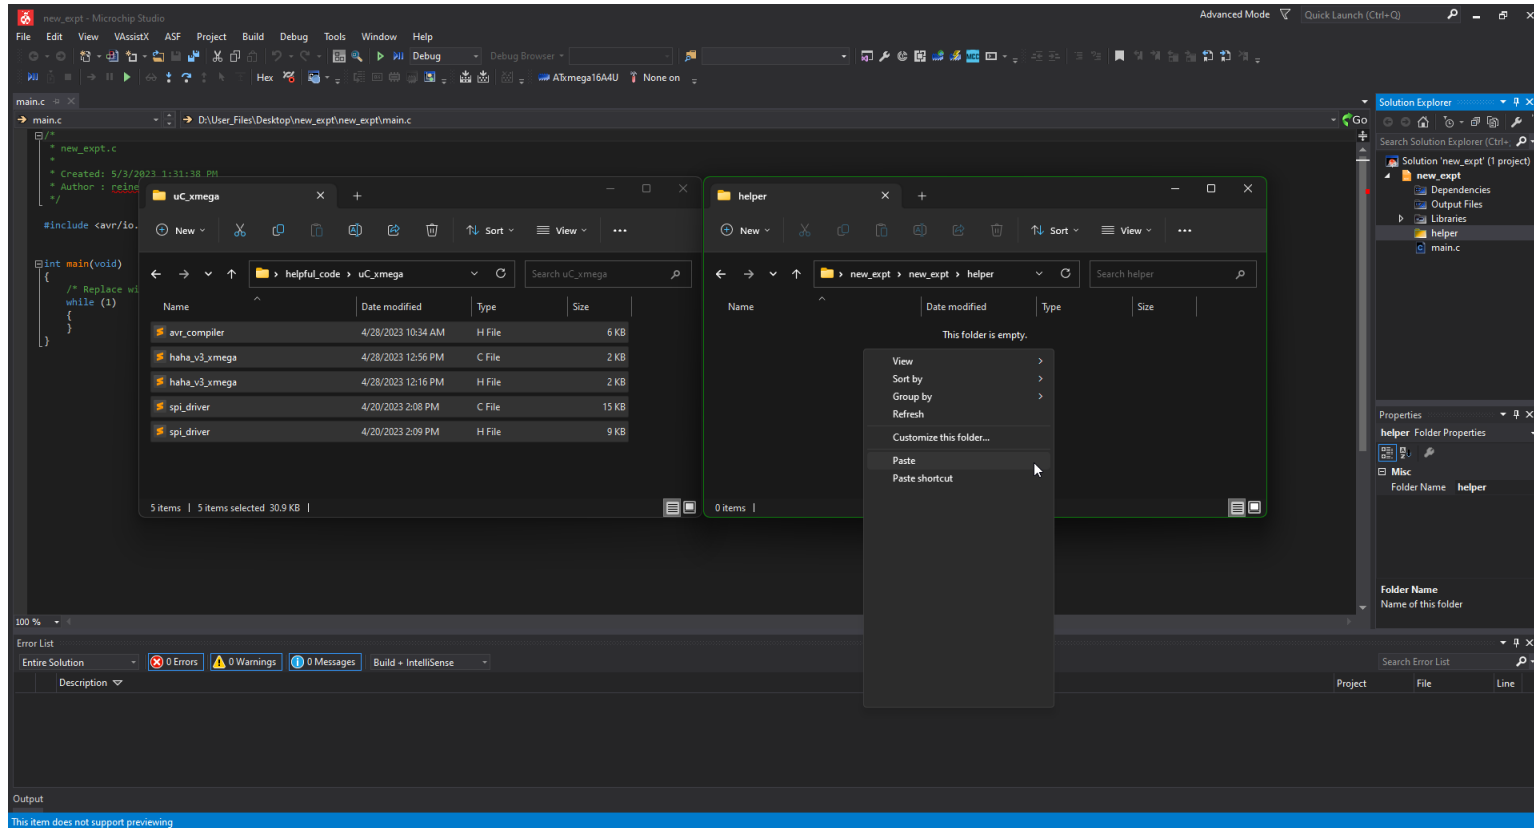 new_expt - Microchip Studio
Advanced Mode
Quick Launch (Ctrl+Q)
File Edit View VAssistX ASF Project Build Debug Tools Window Help
Debug
Debug Browser
Hex
ATxmega16A4U
None on
main.c
main.c
D:\User_Files\Desktop\new_expt\new_expt\main.c
Go
/*
* new_expt.c
*
* Created: 5/3/2023 1:31:38 PM
* Author : reine
*/
#include <avr/io.
int main(void)
{
/* Replace wi
while (1)
{
}
}
uC_xmega
New
Sort
View
helpful_code > uC_xmega
Search uC_xmega
Name Date modified Type Size
avr_compiler 4/28/2023 10:34 AM H File 6 KB
haha_v3_xmega 4/28/2023 12:56 PM C File 2 KB
haha_v3_xmega 4/28/2023 12:16 PM H File 2 KB
spi_driver 4/20/2023 2:08 PM C File 15 KB
spi_driver 4/20/2023 2:09 PM H File 9 KB
5 items 5 items selected 30.9 KB
helper
New
Sort
View
new_expt > new_expt > helper
Search helper
Name Date modified Type Size
This folder is empty.
View
Sort by
Group by
Refresh
Customize this folder...
Paste
Paste shortcut
0 items
Solution Explorer
Search Solution Explorer (Ctrl+;
Solution 'new_expt' (1 project)
new_expt
Dependencies
Output Files
Libraries
helper
main.c
Properties
helper Folder Properties
Misc
Folder Name helper
Folder Name
Name of this folder
100 %
Error List
Entire Solution
0 Errors
0 Warnings
0 Messages
Build + IntelliSense
Search Error List
Description
Project File Line
Output
This item does not support previewing